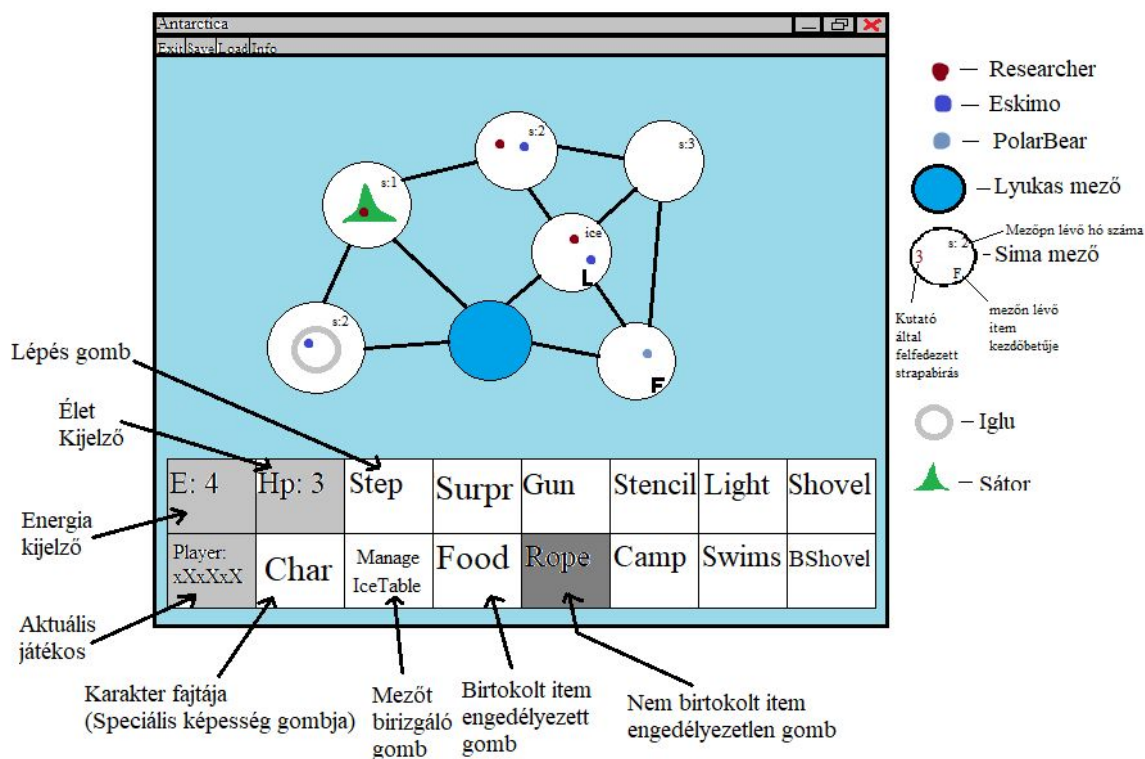 Antarctica
Exit Save Load Info
s:2
s:3
s:1
ice
L
s:2
F
E: 4 Hp: 3 Step Surpr Gun Stencil Light Shovel
Player:
xXxXxX
Char
Manage
IceTable
Food Rope Camp Swims BShovel
Lépés gomb
Élet
Kijelző
Energia
kijelző
Aktuális
játékos
Karakter fajtája
(Speciális képesség gombja)
Mezőt
birizgáló
gomb
Birtokolt item
engedélyezett
gomb
Nem birtokolt item
engedélyezetlen gomb
– Researcher
– Eskimo
– PolarBear
– Lyukas mező
Mezőpn lévő hó száma
s: 2
3
– Sima mező
F
Kutató
által
felfedezett
strapabírás
mezőn lévő
item
kezdőbetűje
– Iglu
– Sátor